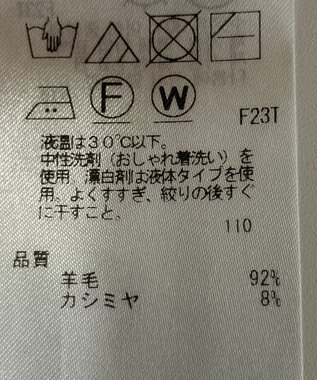 F
W
F23T
液温は30℃以下。
中性洗剤(おしゃれ着洗い)を
使用、漂白剤は液体タイプを使
用。よくすすぎ、絞りの後すぐ
に干すこと。
110
品質
羊毛 92%
カシミヤ 8%